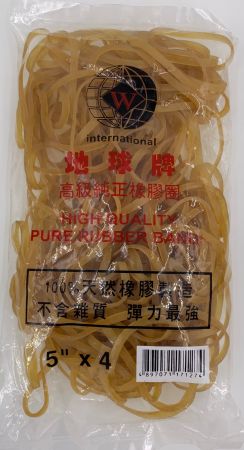 W
international
地球牌
高級純正橡膠圈
HIGH QUALITY
PURE RUBBER BAND
100%天然橡膠製造
不含雜質 彈力最強
5" x 4
4897071171274